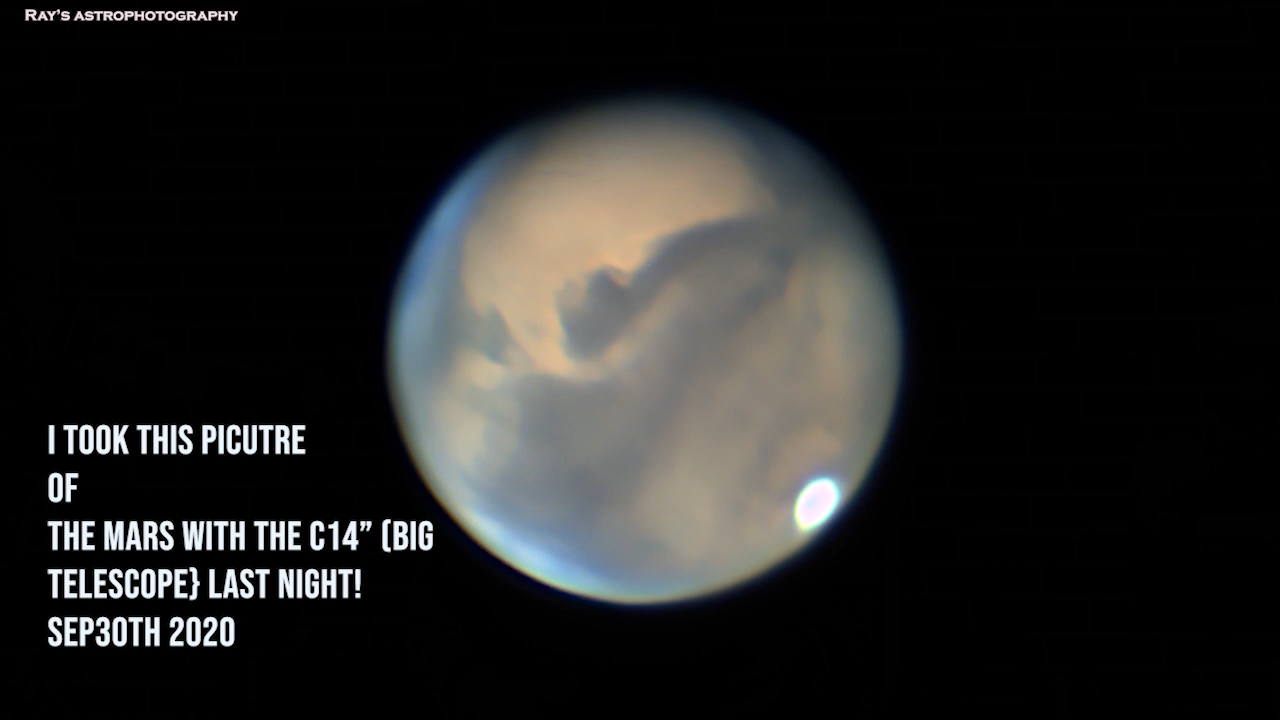 Ray's astrophotography
I TOOK THIS PICUTRE
OF
THE MARS WITH THE C14” (BIG
TELESCOPE} LAST NIGHT!
SEP30TH 2020